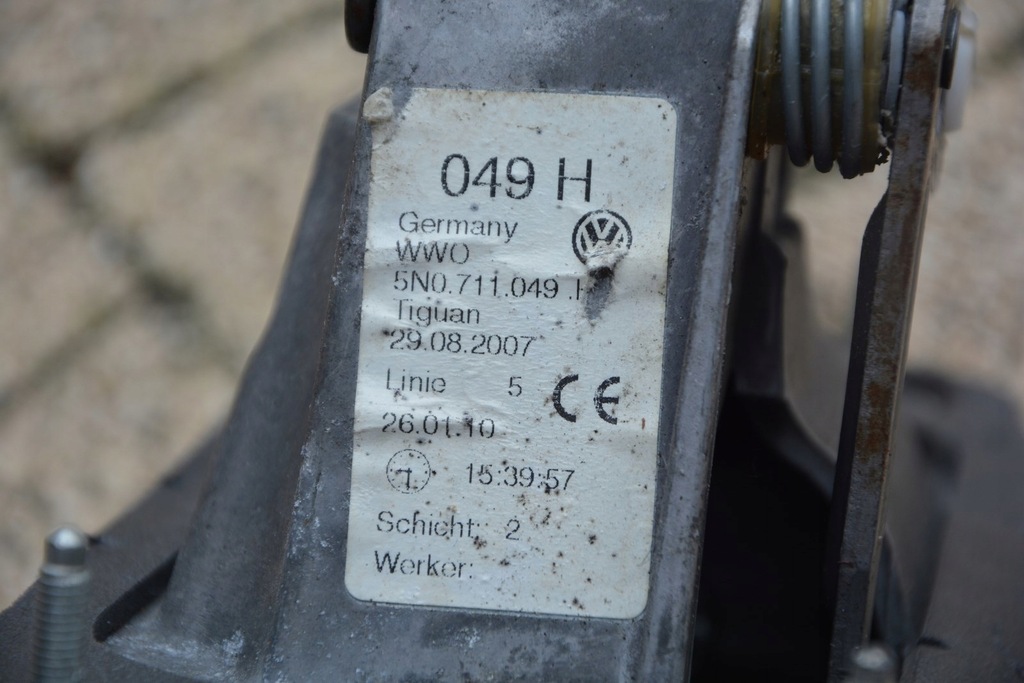 049 H
Germany
WWO
5N0.711.049 .H
Tiguan
29.08.2007
Linie 5 CE
26.01.10
15:39:57
Schicht: 2
Werker: